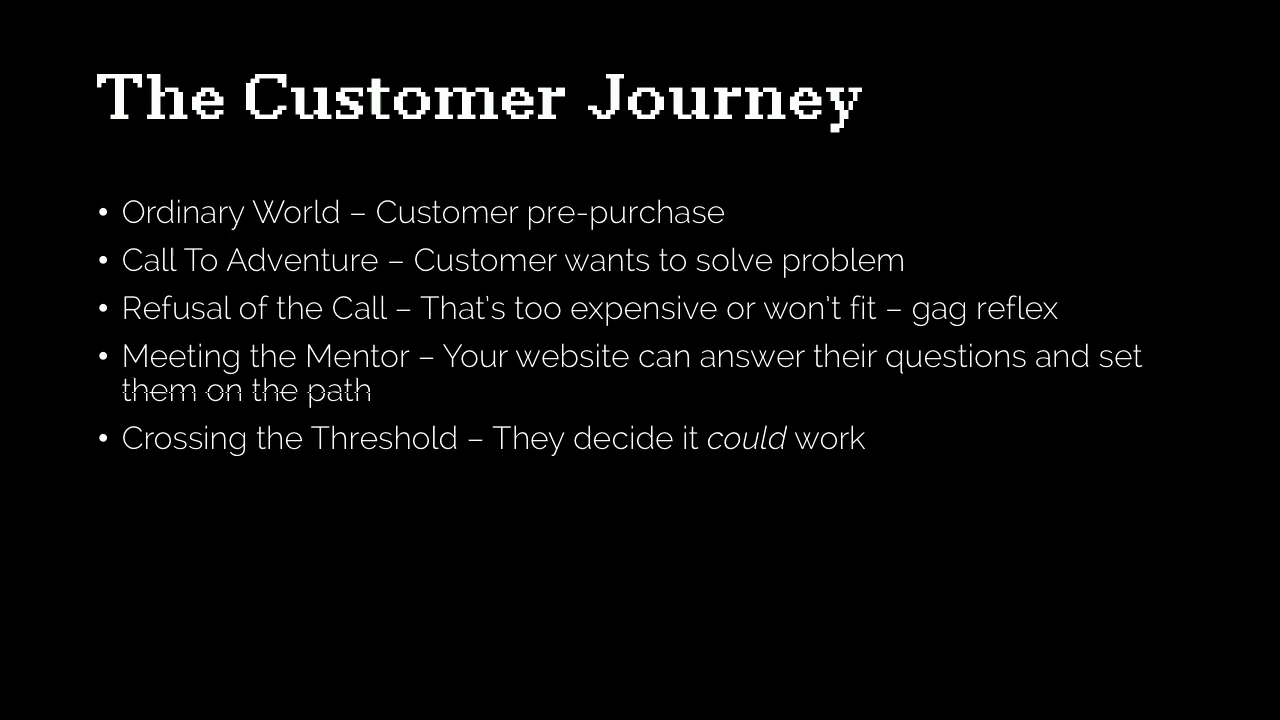 The Customer Journey
• Ordinary World – Customer pre-purchase
• Call To Adventure – Customer wants to solve problem
• Refusal of the Call – That's too expensive or won't fit – gag reflex
• Meeting the Mentor – Your website can answer their questions and set
them on the path
• Crossing the Threshold – They decide it could work